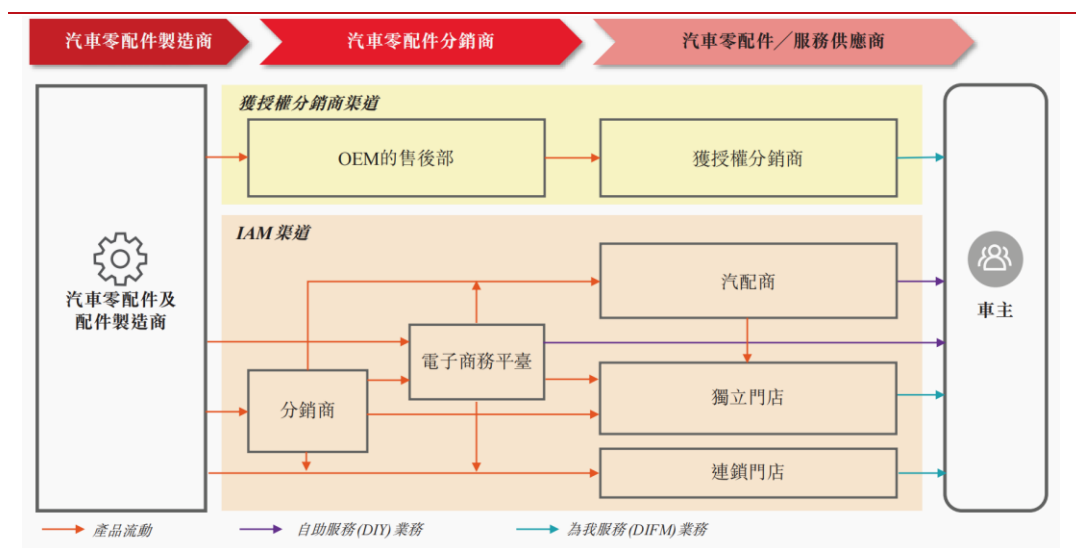 汽車零配件製造商
汽車零配件分銷商
汽車零配件／服務供應商
獲授權分銷商渠道
OEM的售後部
獲授權分銷商
IAM 渠道
汽車零配件及
配件製造商
汽配商
車主
電子商務平臺
分銷商
獨立門店
連鎖門店
產品流動
自助服務(DIY)業務
為我服務(DIFM)業務